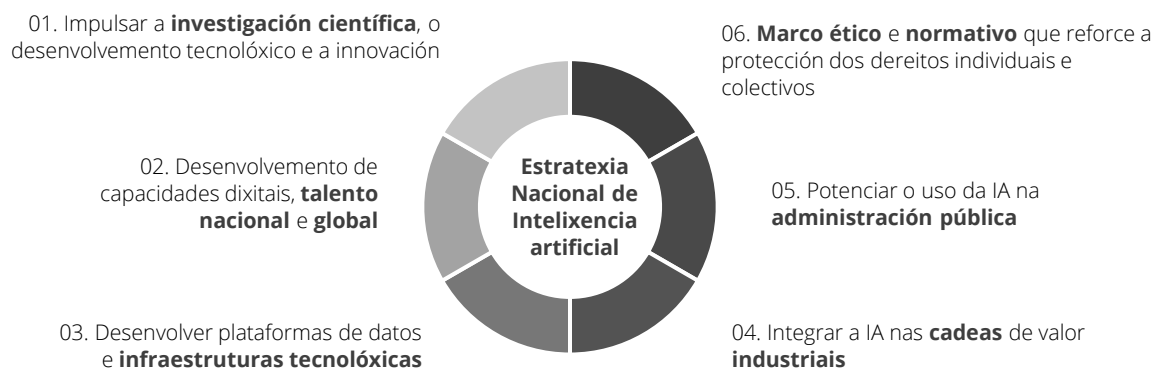 01. Impulsar a investigación científica, o
desenvolvemento tecnolóxico e a innovación
02. Desenvolvemento de
capacidades dixitais, talento
nacional e global
03. Desenvolver plataformas de datos
e infraestruturas tecnolóxicas
Estratexia
Nacional de
Intelixencia
artificial
06. Marco ético e normativo que reforce a
protección dos dereitos individuais e
colectivos
05. Potenciar o uso da IA na
administración pública
04. Integrar a IA nas cadeas de valor
industriais